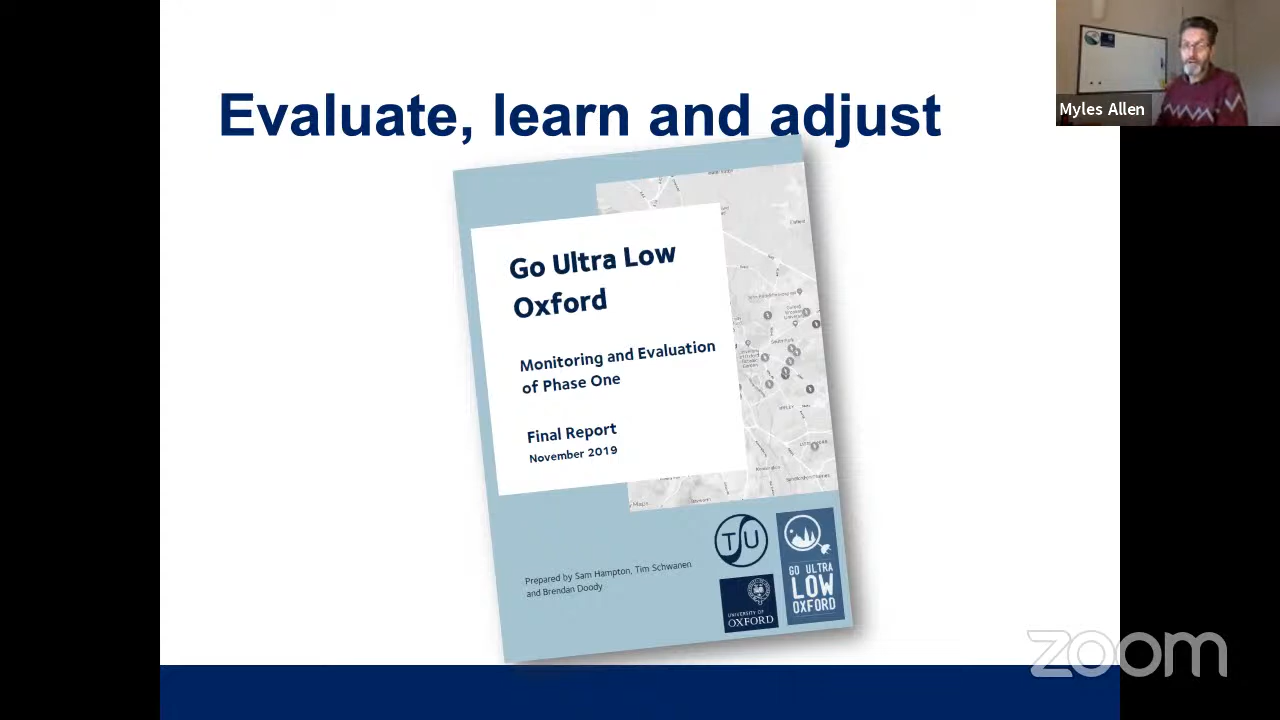 Evaluate, learn and adjust
Myles Allen
Go Ultra Low
Oxford
Monitoring and Evaluation
of Phase One
Final Report
November 2019
Prepared by Sam Hampton, Tim Schwanen
and Brendan Doody
TSU
UNIVERSITY OF
OXFORD
GO ULTRA
LOW
OXFORD
zoom